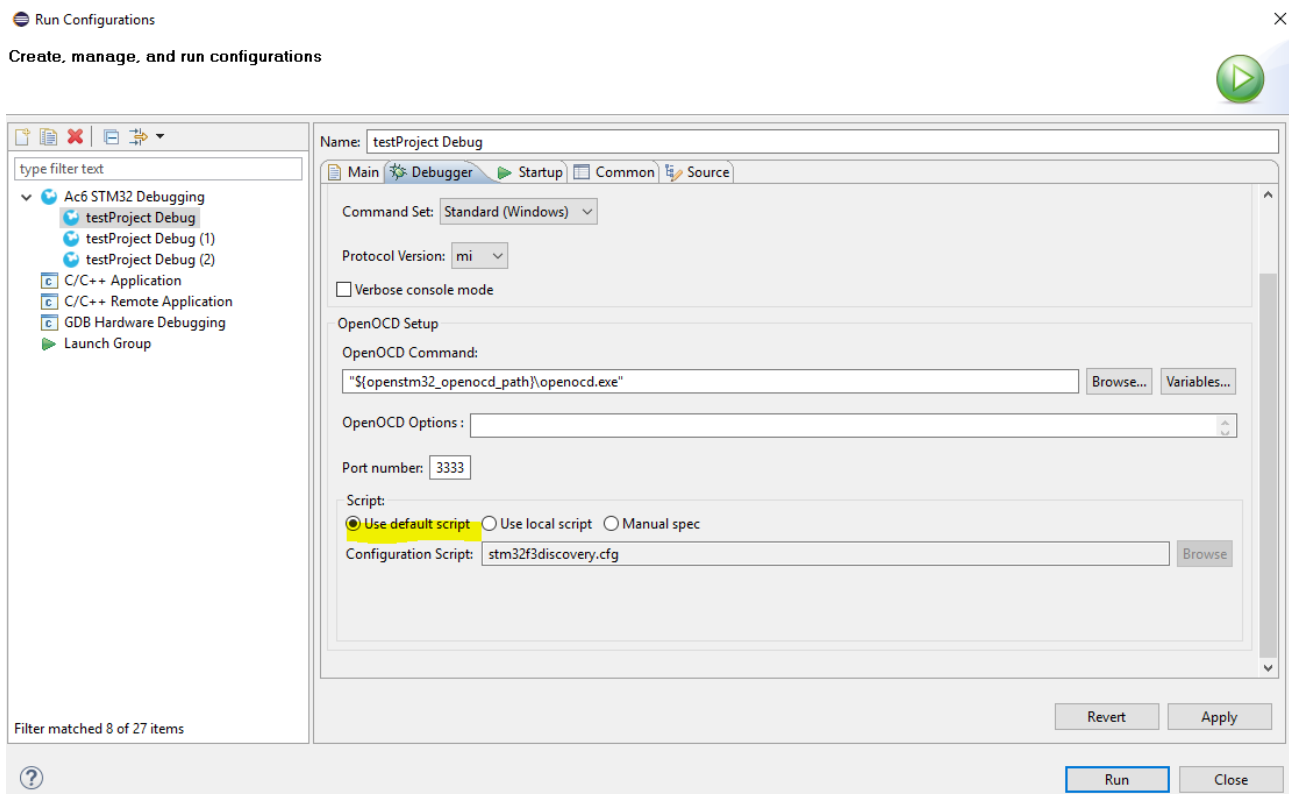 Run Configurations
Create, manage, and run configurations
Name: testProject Debug
type filter text
Main Debugger Startup Common Source
Ac6 STM32 Debugging
testProject Debug
testProject Debug (1)
testProject Debug (2)
C/C++ Application
C/C++ Remote Application
GDB Hardware Debugging
Launch Group
Filter matched 8 of 27 items
Command Set: Standard (Windows)
Protocol Version: mi
Verbose console mode
OpenOCD Setup
OpenOCD Command:
"${openstm32_openocd_path}\openocd.exe" Browse... Variables...
OpenOCD Options :
Port number: 3333
Script:
Use default script Use local script Manual spec
Configuration Script: stm32f3discovery.cfg Browse
Revert Apply
? Run Close